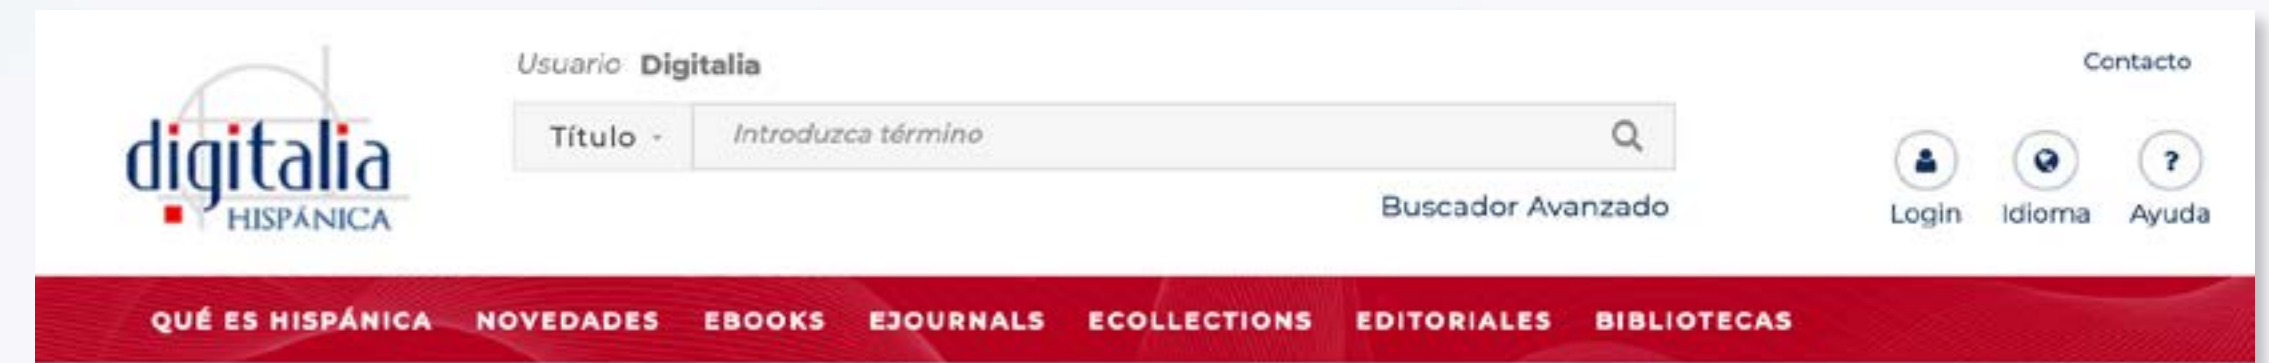 digitalia
HISPÁNICA
Usuario Digitalia
Título
Introduzca término
Buscador Avanzado
Contacto
Login
Idioma
? Ayuda
QUÉ ES HISPÁNICA NOVEDADES EBOOKS EJOURNALS ECOLLECTIONS EDITORIALES BIBLIOTECAS